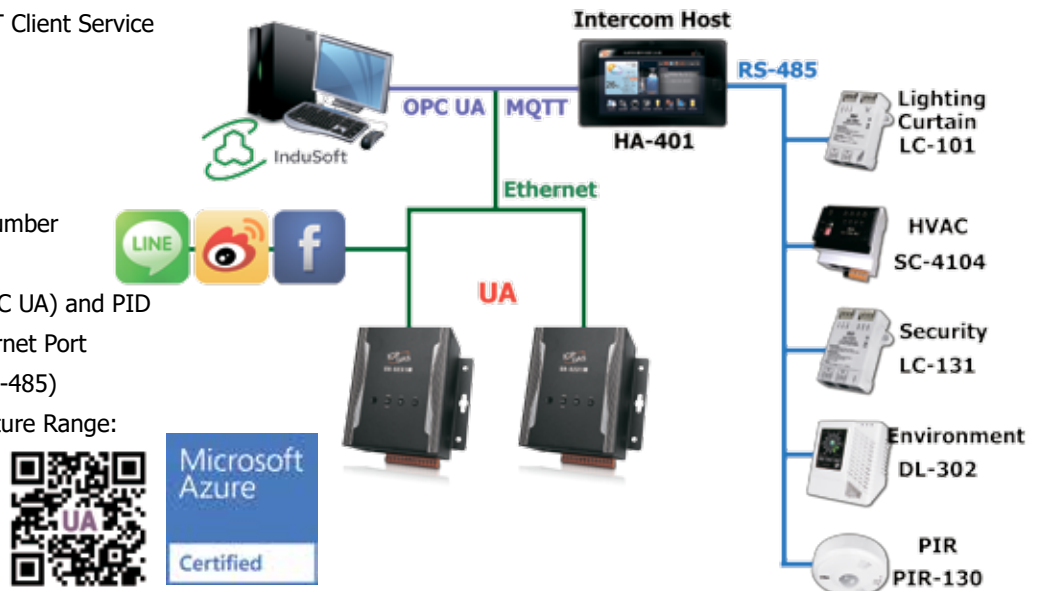 T Client Service
umber
C UA) and PID
rnet Port
-485)
ture Range:
Intercom Host
HA-401
OPC UA
MQTT
RS-485
Ethernet
InduSoft
LINE
f
UA
Lighting
Curtain
LC-101
HVAC
SC-4104
Security
LC-131
Environment
DL-302
PIR
PIR-130
UA
Microsoft
Azure
Certified